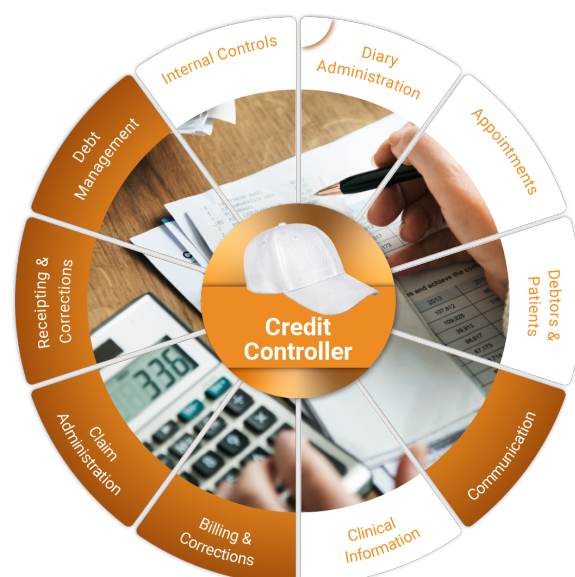 Internal Controls
Diary
Administration
Appointments
Debtors &
Patients
Communication
Clinical
Information
Billing &
Corrections
Claim
Administration
Receipting &
Corrections
Debt
Management
Credit
Controller
336